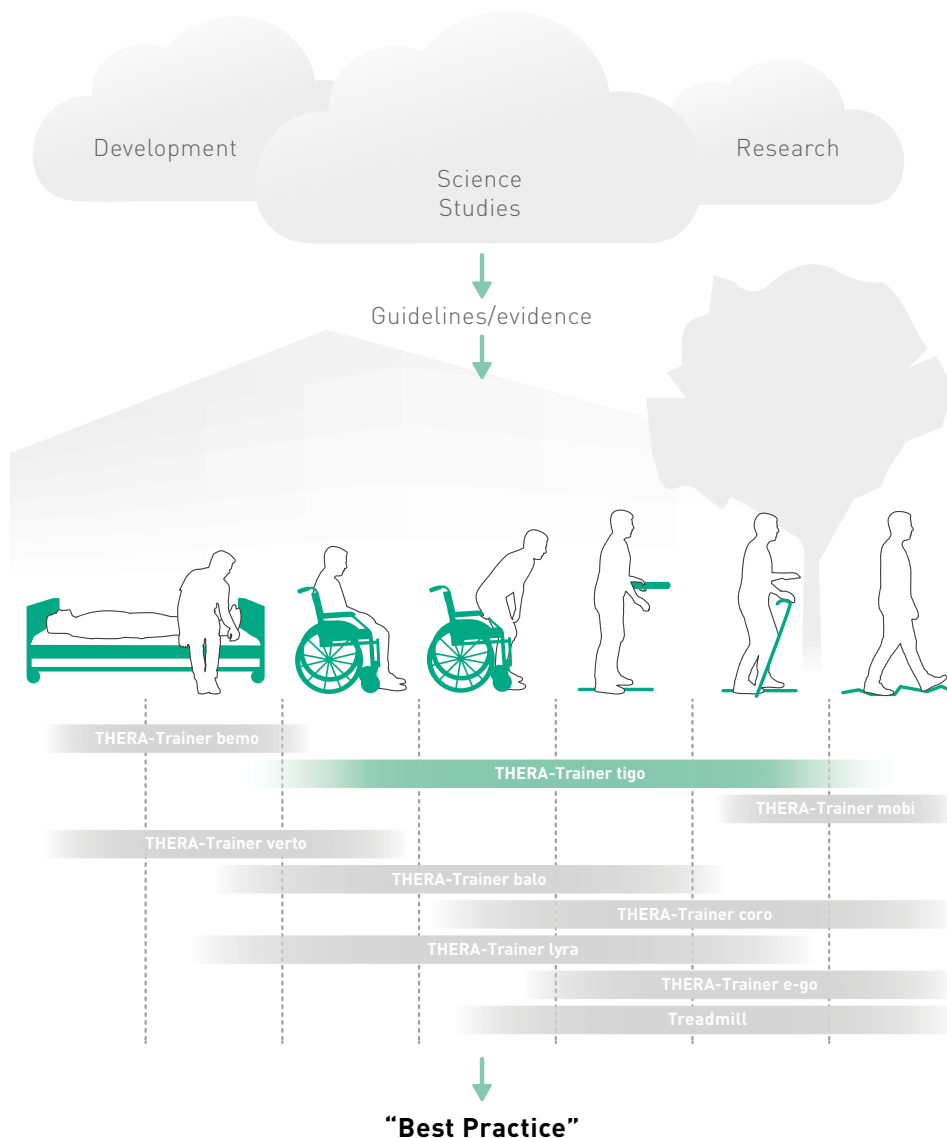 Development
Research
Science
Studies
Guidelines/evidence
THERA-Trainer bemo
THERA-Trainer tigo
THERA-Trainer mobi
THERA-Trainer verto
THERA-Trainer balo
THERA-Trainer coro
THERA-Trainer lyra
THERA-Trainer e-go
Treadmill
“Best Practice”